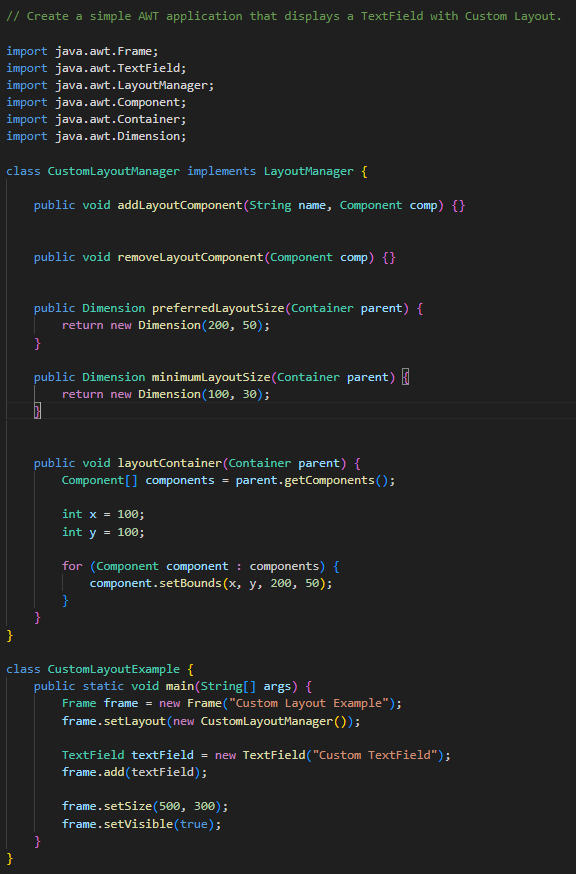 // Create a simple AWT application that displays a TextField with Custom Layout.
import java.awt.Frame;
import java.awt.TextField;
import java.awt.LayoutManager;
import java.awt.Component;
import java.awt.Container;
import java.awt.Dimension;
class CustomLayoutManager implements LayoutManager {
    public void addLayoutComponent(String name, Component comp) {}
    public void removeLayoutComponent(Component comp) {}
    public Dimension preferredLayoutSize(Container parent) {
        return new Dimension(200, 50);
    }
    public Dimension minimumLayoutSize(Container parent) {
        return new Dimension(100, 30);
    }
    public void layoutContainer(Container parent) {
        Component[] components = parent.getComponents();
        int x = 100;
        int y = 100;
        for (Component component : components) {
            component.setBounds(x, y, 200, 50);
        }
    }
}
class CustomLayoutExample {
    public static void main(String[] args) {
        Frame frame = new Frame("Custom Layout Example");
        frame.setLayout(new CustomLayoutManager());
        TextField textField = new TextField("Custom TextField");
        frame.add(textField);
        frame.setSize(500, 300);
        frame.setVisible(true);
    }
}